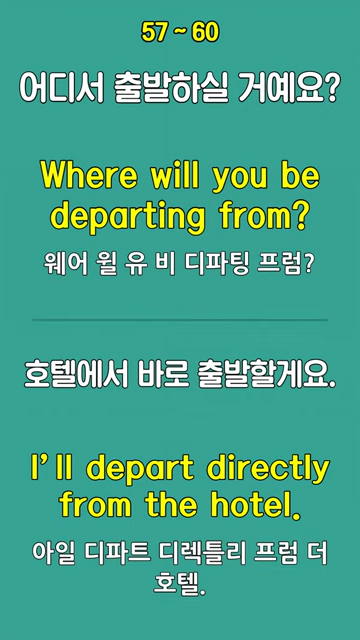 57 ~ 60
어디서 출발하실 거예요?
Where will you be
departing from?
웨어 윌 유 비 디파팅 프럼?
호텔에서 바로 출발할게요.
I'll depart directly
from the hotel.
아일 디파트 디렉틀리 프럼 더
호텔.